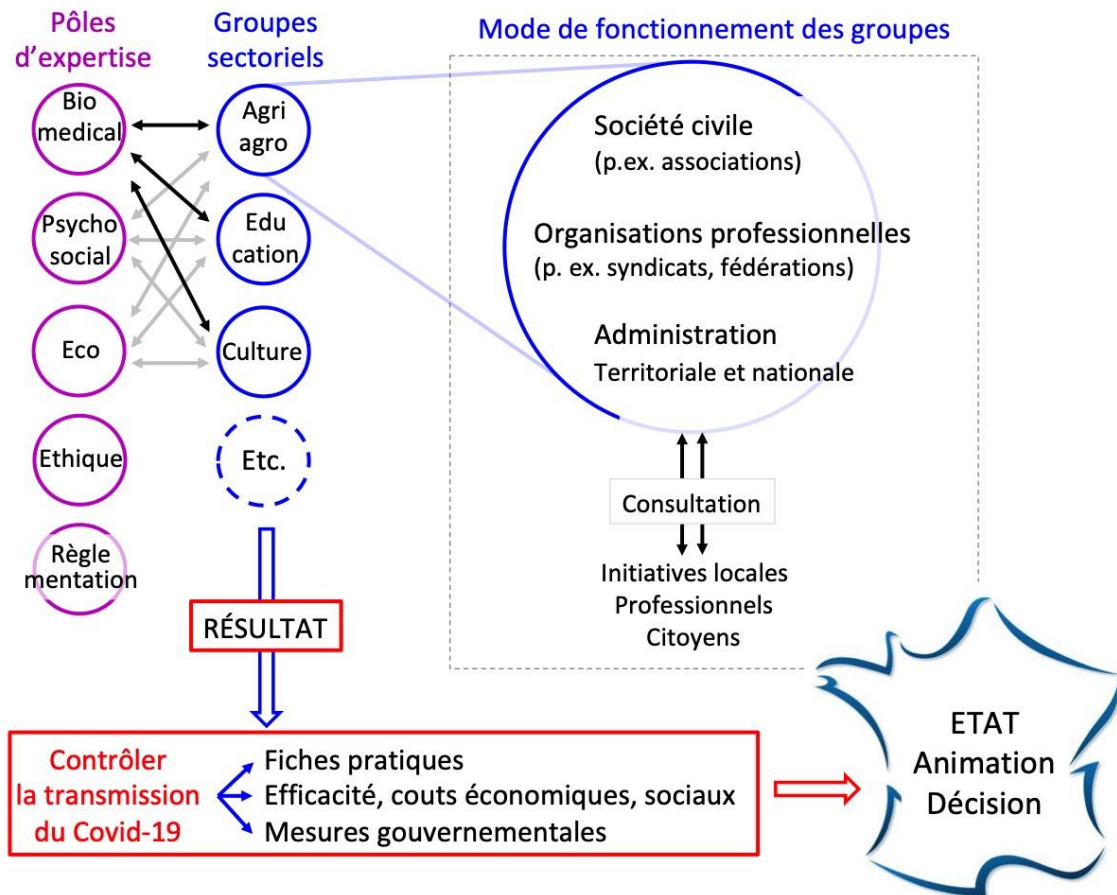 Pôles
d'expertise
Bio
medical
Psycho
social
Eco
Ethique
Règle
mentation
Groupes
sectoriels
Agri
agro
Edu
cation
Culture
Etc.
Mode de fonctionnement des groupes
Société civile
(p.ex. associations)
Organisations professionnelles
(p. ex. syndicats, fédérations)
Administration
Territoriale et nationale
Consultation
Initiatives locales
Professionnels
Citoyens
RÉSULTAT
Contrôler
la transmission
du Covid-19
Fiches pratiques
Efficacité, couts économiques, sociaux
Mesures gouvernementales
ETAT
Animation
Décision